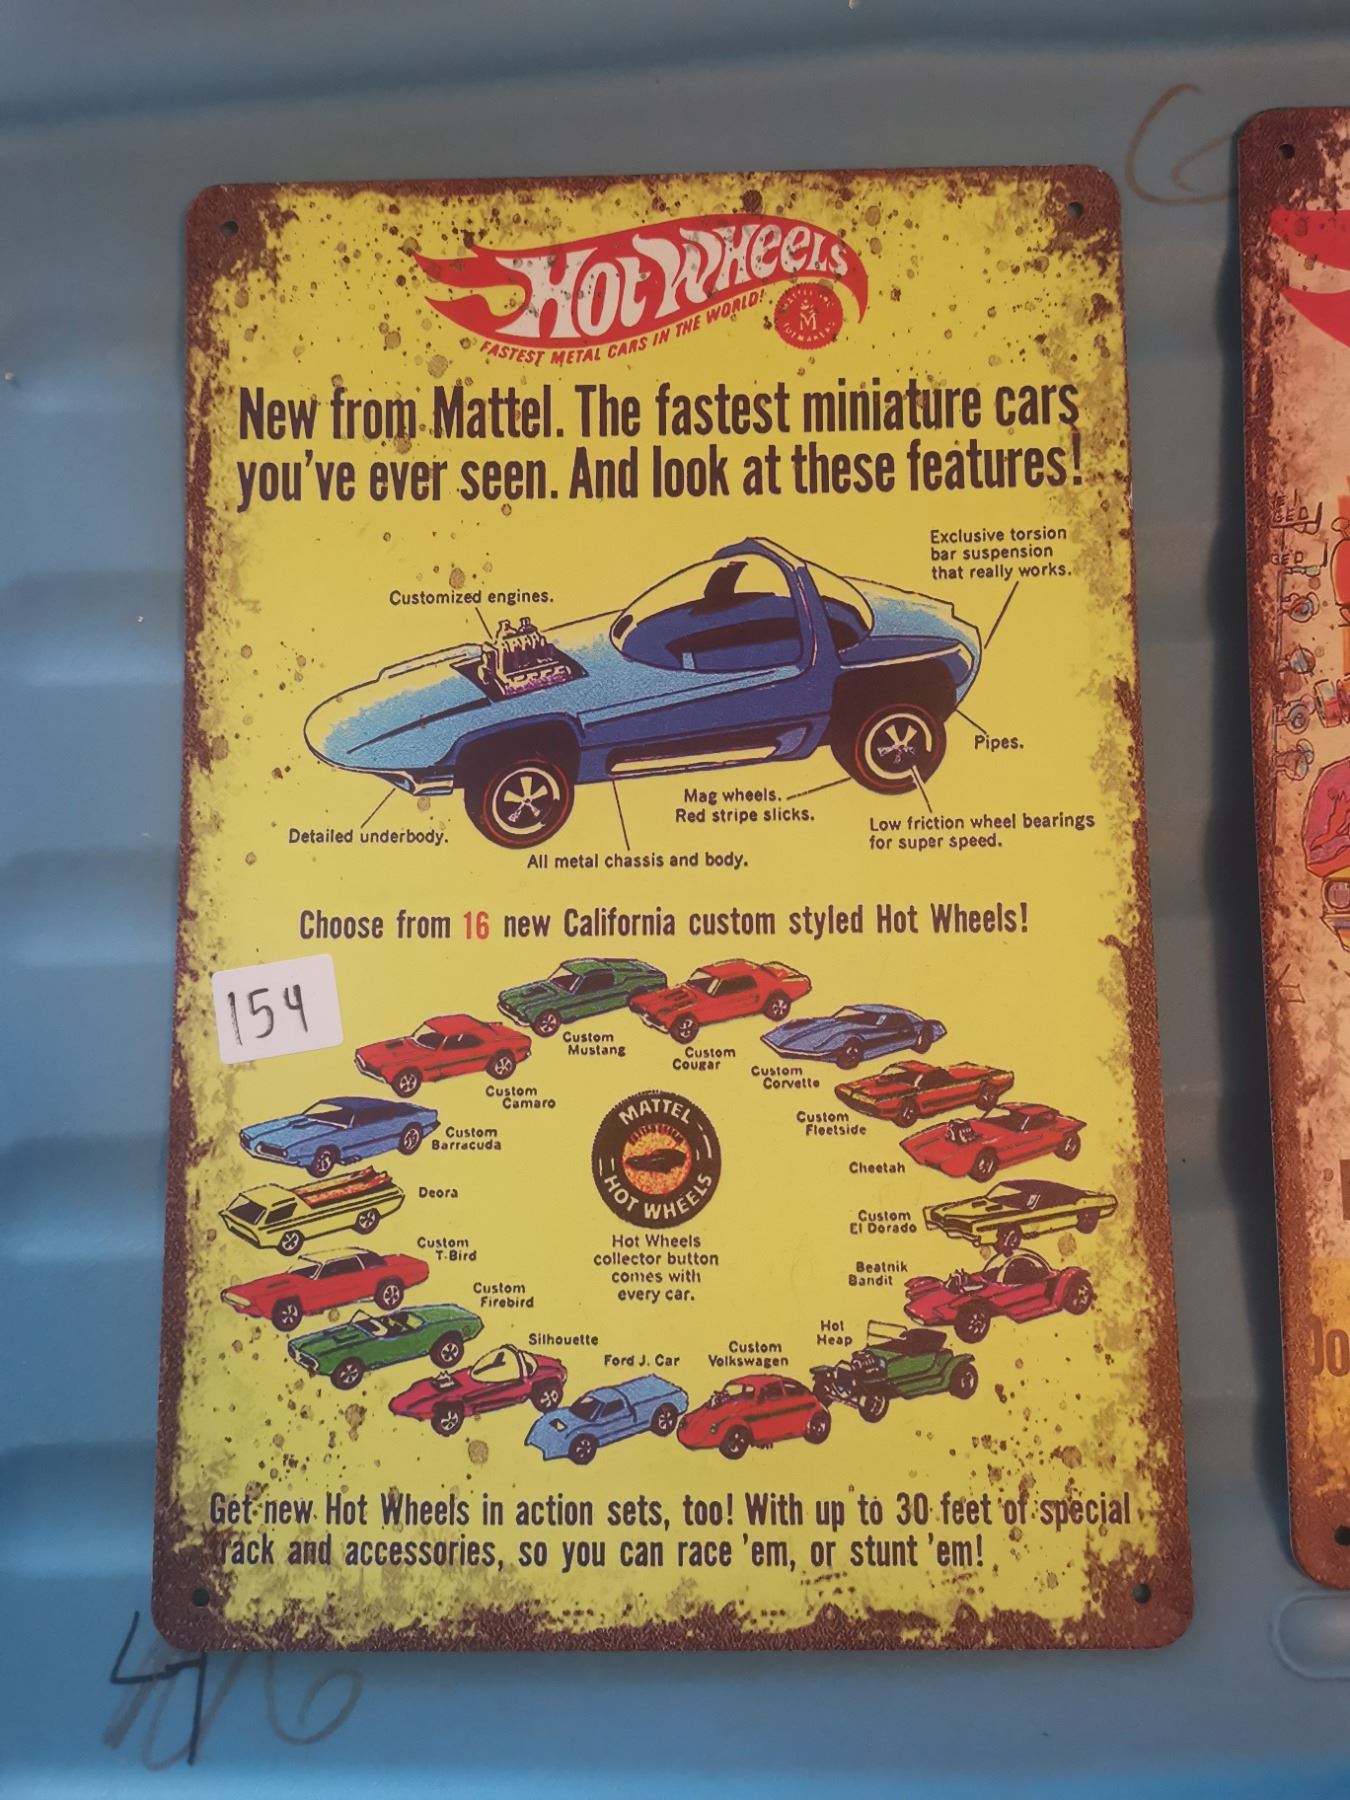 HOT WHEELS
FASTEST METAL CARS IN THE WORLD!
MATTEL, INC.
M
TOYMAKERS
New from Mattel. The fastest miniature cars
you've ever seen. And look at these features!
Exclusive torsion
bar suspension
that really works.
Customized engines.
Pipes.
Mag wheels.
Red stripe slicks.
Low friction wheel bearings
for super speed.
Detailed underbody.
All metal chassis and body.
Choose from 16 new California custom styled Hot Wheels!
154
Custom
Mustang
Custom
Cougar
Custom
Corvette
Custom
Camaro
Custom
Fleetside
Custom
Barracuda
Cheetah
Deora
Custom
El Dorado
Custom
T-Bird
Beatnik
Bandit
Custom
Firebird
Hot
Heap
Silhouette
Ford J. Car
Custom
Volkswagen
MATTEL
HOT WHEELS
Hot Wheels
collector button
comes with
every car.
Get new Hot Wheels in action sets, too! With up to 30 feet of special
rack and accessories, so you can race 'em, or stunt 'em!